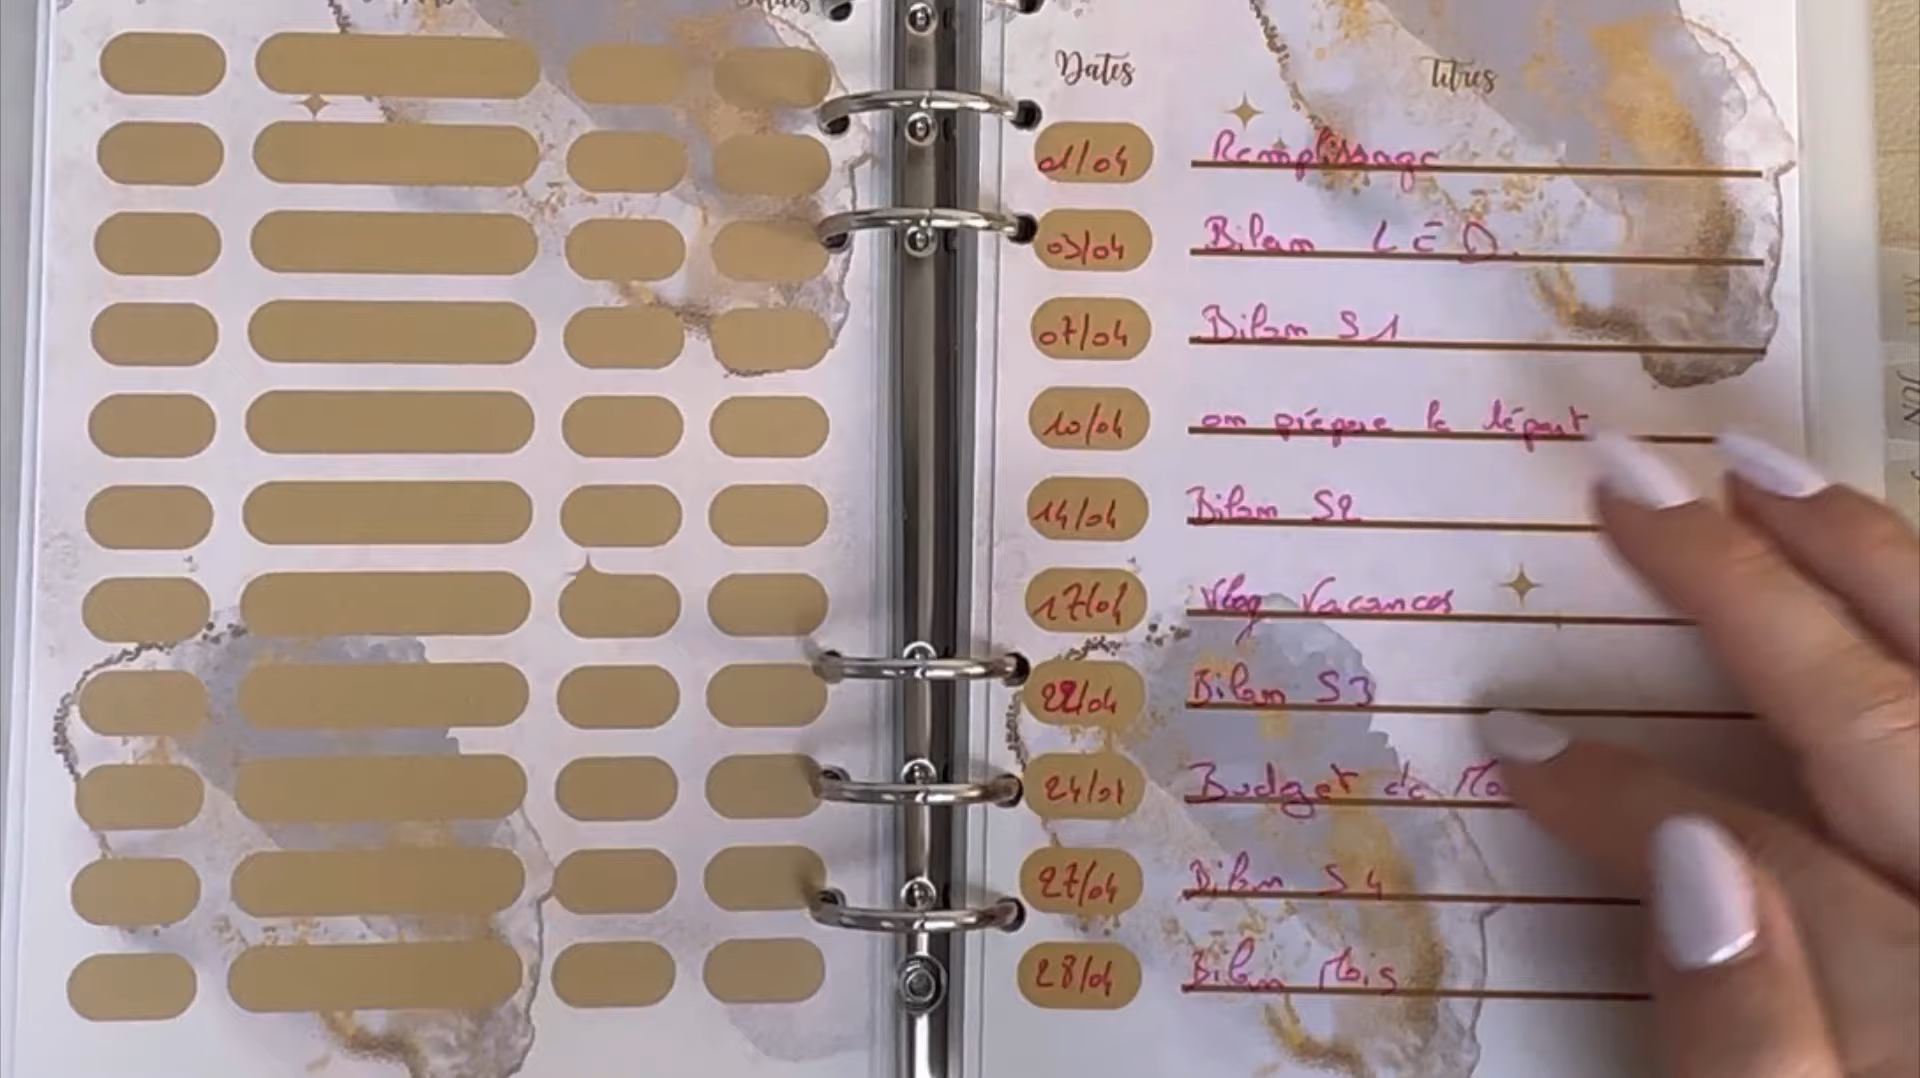 Dates Titres
01/04 Remplissage
03/04 Bilan L E D.
07/04 Bilan S1
10/04 on prépare le départ
14/04 Bilan S2
17/04 Vlog Vacances
22/04 Bilan S3
24/04 Budget de Ma
27/04 Bilan S4
28/04 Bilan Mois